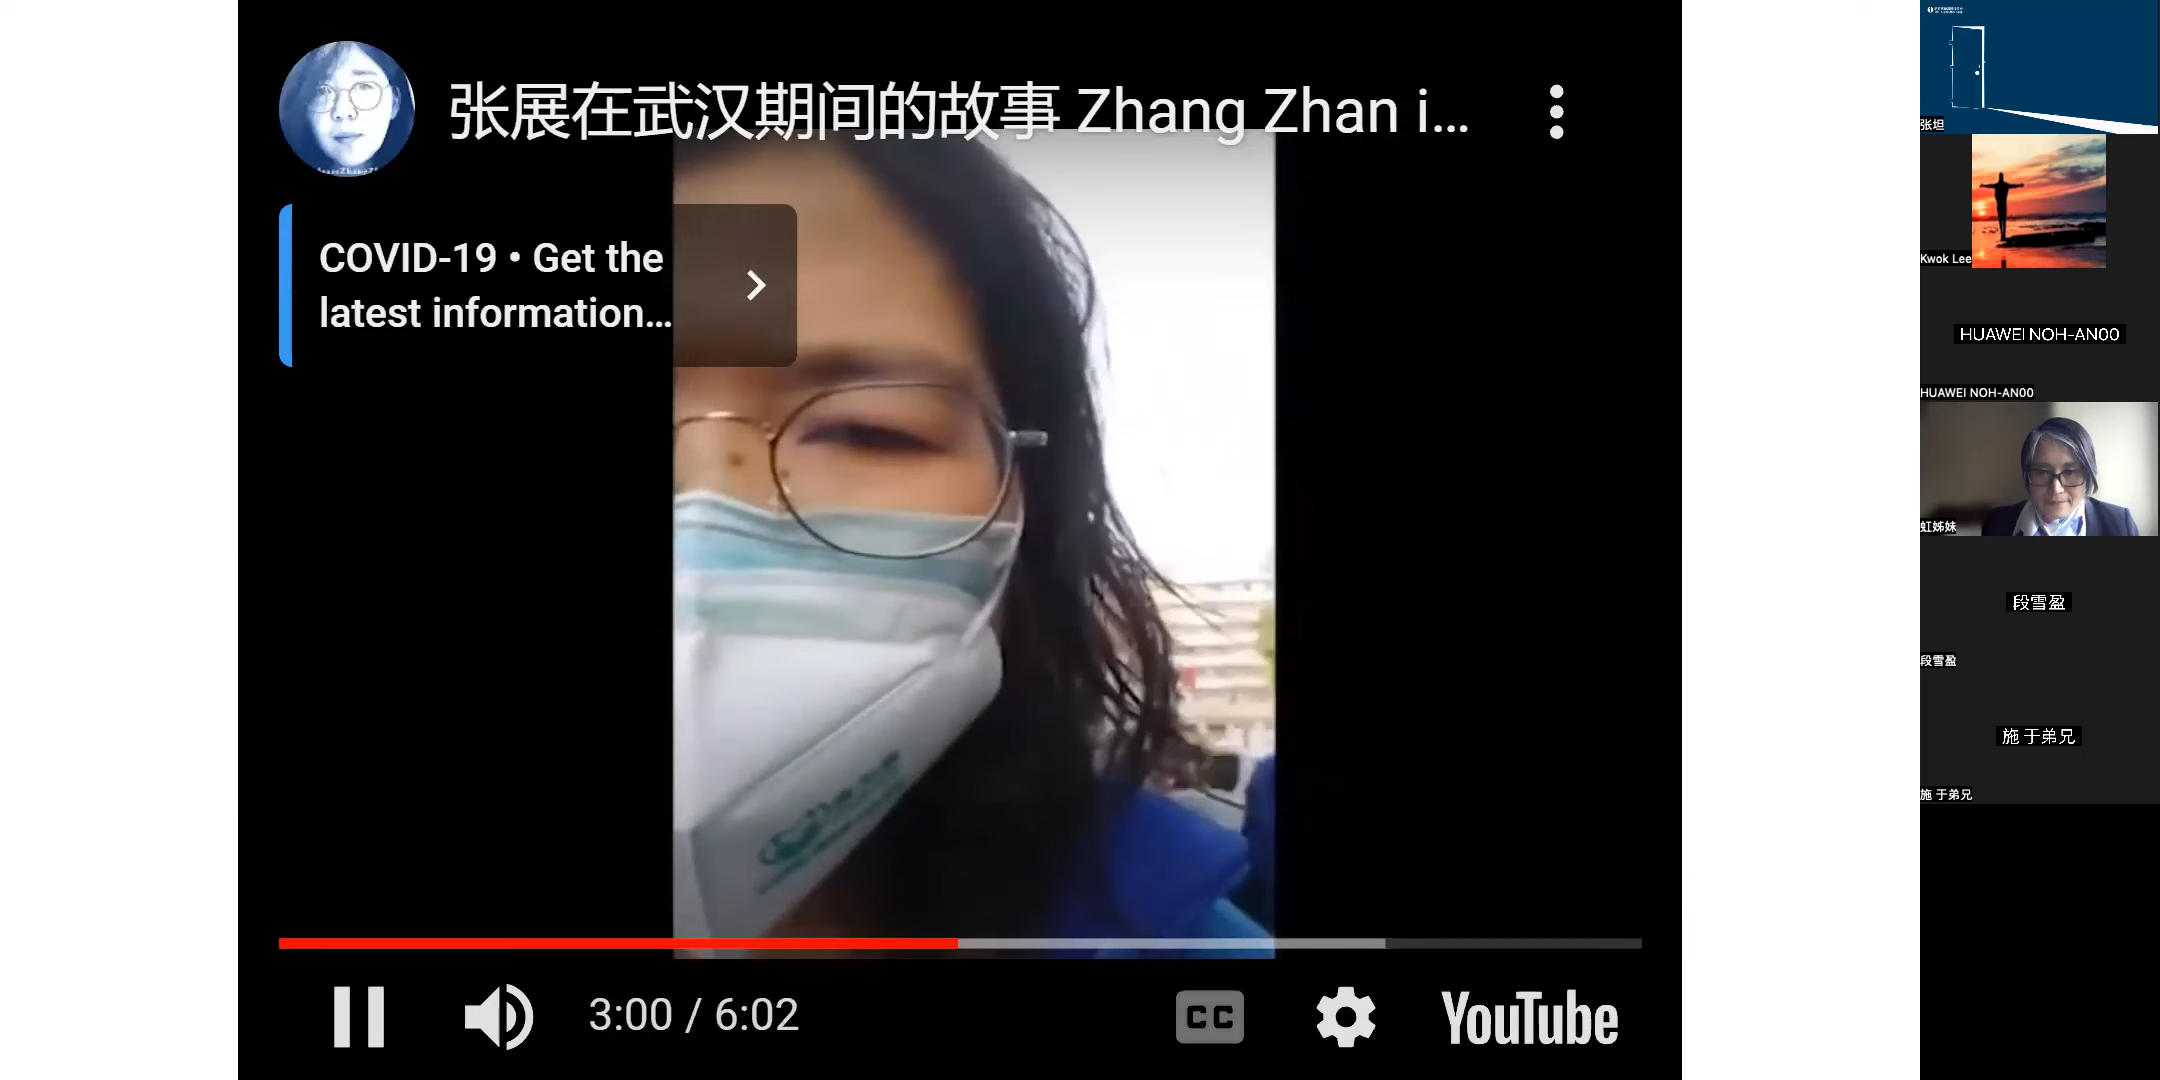 张展在武汉期间的故事 Zhang Zhan i...
COVID-19 • Get the
latest information...
3:00 / 6:02
CC
YouTube
张坦
Kwok Lee
HUAWEI NOH-AN00
HUAWEI NOH-AN00
虹姊妹
段雪盈
段雪盈
施 于弟兄
施 于弟兄